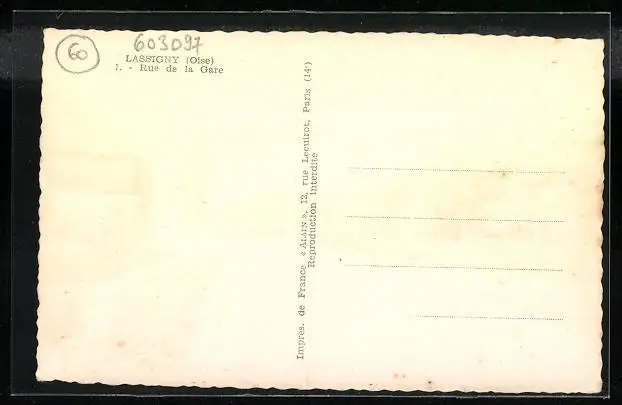 60
603097
LASSIGNY (Oise)
1. - Rue de la Gare
Impres. de France « ALAIN », 12, rue Lecuirot, Paris (14e)
Reproduction interdite